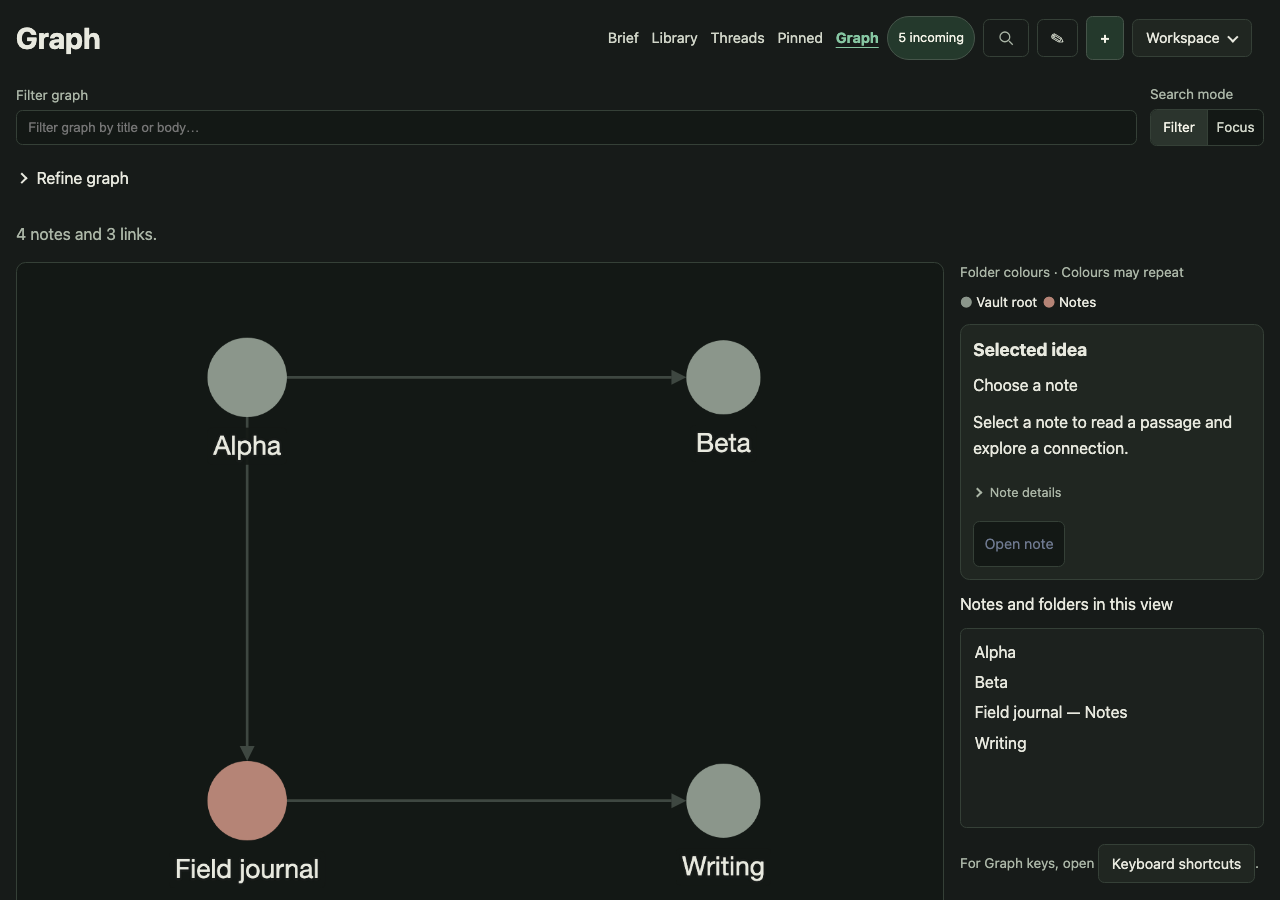 Graph
Brief Library Threads Pinned Graph 5 incoming + Workspace
Filter graph
Search mode
Filter graph by title or body…
Filter Focus
Refine graph
4 notes and 3 links.
Folder colours · Colours may repeat
Vault root Notes
Selected idea
Choose a note
Select a note to read a passage and
explore a connection.
Note details
Open note
Notes and folders in this view
Alpha
Beta
Field journal — Notes
Writing
For Graph keys, open Keyboard shortcuts .
Alpha
Beta
Field journal
Writing